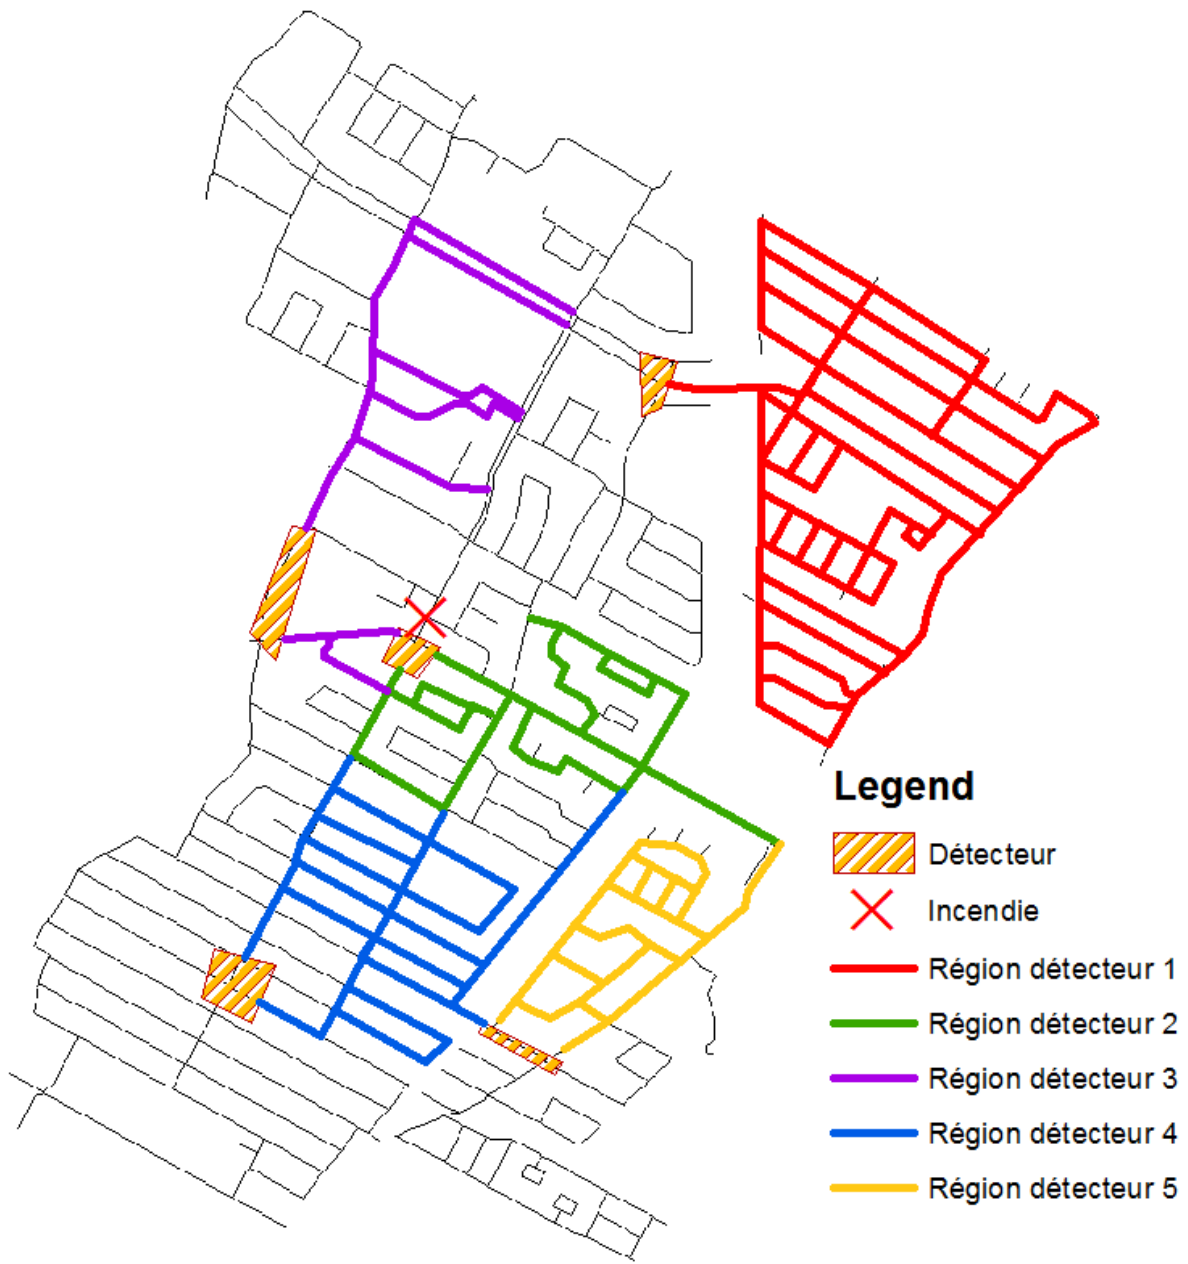 Legend
Détecteur
Incendie
Région détecteur 1
Région détecteur 2
Région détecteur 3
Région détecteur 4
Région détecteur 5